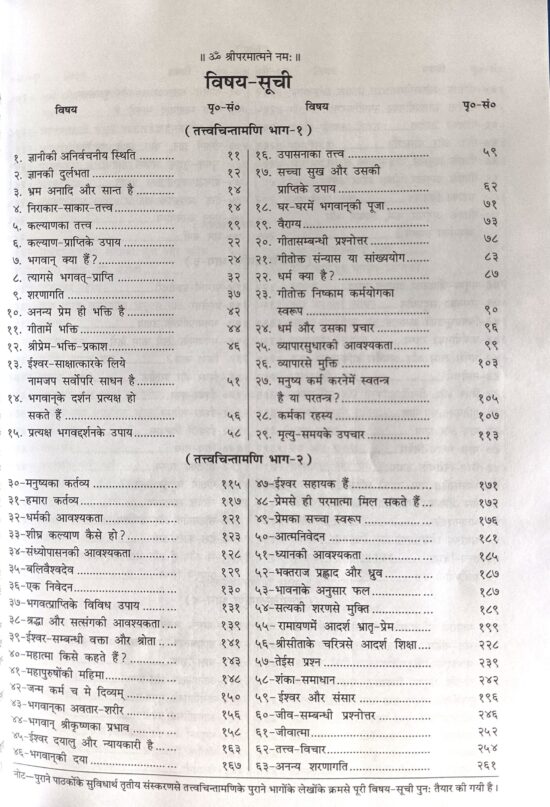 ॥ ॐ श्रीपरमात्मने नमः ॥
विषय-सूची
विषय पृ०-सं० विषय पृ०-सं०
( तत्त्वचिन्तामणि भाग-१ )
१. ज्ञानीकी अनिर्वचनीय स्थिति ........... ११
२. ज्ञानकी दुर्लभता ........... १२
३. भ्रम अनादि और सान्त है ........... १४
४. निराकार-साकार-तत्त्व ........... १४
५. कल्याणका तत्त्व ........... १९
६. कल्याण-प्राप्तिके उपाय ........... २२
७. भगवान् क्या हैं? ........... २४
८. त्यागसे भगवत्-प्राप्ति ........... ३२
९. शरणागति ........... ३७
१०. अनन्य प्रेम ही भक्ति है ........... ४२
११. गीतामें भक्ति ........... ४४
१२. श्रीप्रेम-भक्ति-प्रकाश ........... ४६
१३. ईश्वर-साक्षात्कारके लिये
नामजप सर्वोपरि साधन है ........... ५१
१४. भगवान्‌के दर्शन प्रत्यक्ष हो
सकते हैं ........... ५६
१५. प्रत्यक्ष भगवद्दर्शनके उपाय ........... ५८
१६. उपासनाका तत्त्व ........... ५९
१७. सच्चा सुख और उसकी
प्राप्तिके उपाय ........... ६२
१८. घर-घरमें भगवान्‌की पूजा ........... ७१
१९. वैराग्य ........... ७३
२०. गीतासम्बन्धी प्रश्नोत्तर ........... ७८
२१. गीतोक्त संन्यास या सांख्ययोग ........... ८३
२२. धर्म क्या है? ........... ८७
२३. गीतोक्त निष्काम कर्मयोगका
स्वरूप ........... ९०
२४. धर्म और उसका प्रचार ........... ९६
२५. व्यापारसुधारकी आवश्यकता ........... ९९
२६. व्यापारसे मुक्ति ........... १०३
२७. मनुष्य कर्म करनेमें स्वतन्त्र
है या परतन्त्र? ........... १०५
२८. कर्मका रहस्य ........... १०७
२९. मृत्यु-समयके उपचार ........... ११३
( तत्त्वचिन्तामणि भाग-२ )
३०-मनुष्यका कर्तव्य ........... ११५
३१-हमारा कर्तव्य ........... ११७
३२-धर्मकी आवश्यकता ........... १२१
३३-शीघ्र कल्याण कैसे हो? ........... १२३
३४-संध्योपासनकी आवश्यकता ........... १२८
३५-बलिवैश्वदेव ........... १२९
३६-एक निवेदन ........... १३०
३७-भगवत्प्राप्तिके विविध उपाय ........... १३१
३८-श्रद्धा और सत्संगकी आवश्यकता ........... १३९
३९-ईश्वर-सम्बन्धी वक्ता और श्रोता ........... १४१
४०-महात्मा किसे कहते हैं? ........... १४३
४१-महापुरुषोंकी महिमा ........... १४८
४२-जन्म कर्म च मे दिव्यम् ........... १५०
४३-भगवान्‌का अवतार-शरीर ........... १५६
४४-भगवान् श्रीकृष्णका प्रभाव ........... १५८
४५-ईश्वर दयालु और न्यायकारी है ........... १६३
४६-भगवान्‌की दया ........... १६७
४७-ईश्वर सहायक हैं ........... १७१
४८-प्रेमसे ही परमात्मा मिल सकते हैं ... १७२
४९-प्रेमका सच्चा स्वरूप ........... १७६
५०-आत्मनिवेदन ........... १८१
५१-ध्यानकी आवश्यकता ........... १८५
५२-भक्तराज प्रह्लाद और ध्रुव ........... १८७
५३-भावनाके अनुसार फल ........... १८७
५४-सत्यकी शरणसे मुक्ति ........... १८९
५५-रामायणमें आदर्श भ्रातृ-प्रेम ........... १९९
५६-श्रीसीताके चरित्रसे आदर्श शिक्षा .... २२८
५७-तेईस प्रश्न ........... २३९
५८-शंका-समाधान ........... २४२
५९-ईश्वर और संसार ........... १९६
६०-जीव-सम्बन्धी प्रश्नोत्तर ........... २४६
६१-जीवात्मा ........... २५२
६२-तत्त्व-विचार ........... २५४
६३-अनन्य शरणागति ........... २६१
नोट—पुराने पाठकोंके सुविधार्थ तृतीय संस्करणसे तत्त्वचिन्तामणिके पुराने भागोंके लेखोंके क्रमसे पूरी विषय-सूची पुनः तैयार की गयी है।